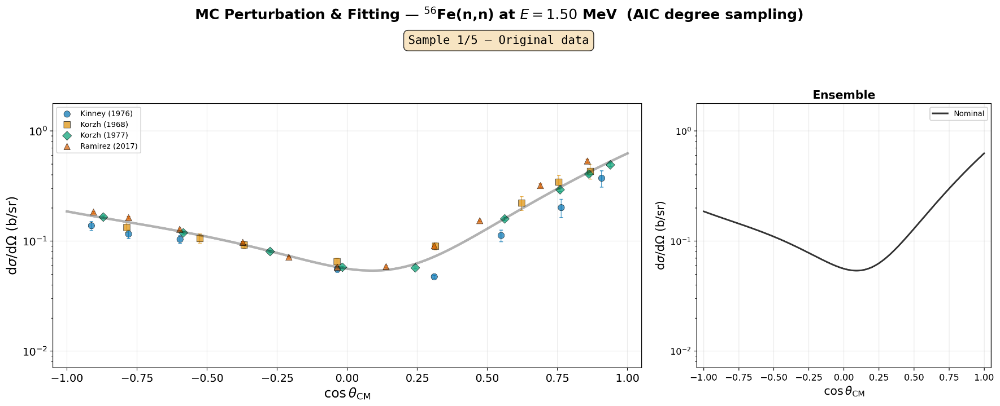 MC Perturbation & Fitting — ⁵⁶Fe(n,n) at E = 1.50 MeV (AIC degree sampling)
Sample 1/5 — Original data
Kinney (1976)
Korzh (1968)
Korzh (1977)
Ramirez (2017)
dσ/dΩ (b/sr)
10⁰
10⁻¹
10⁻²
−1.00 −0.75 −0.50 −0.25 0.00 0.25 0.50 0.75 1.00
cos θCM
Ensemble
Nominal
dσ/dΩ (b/sr)
10⁰
10⁻¹
10⁻²
−1.00 −0.75 −0.50 −0.25 0.00 0.25 0.50 0.75 1.00
cos θCM